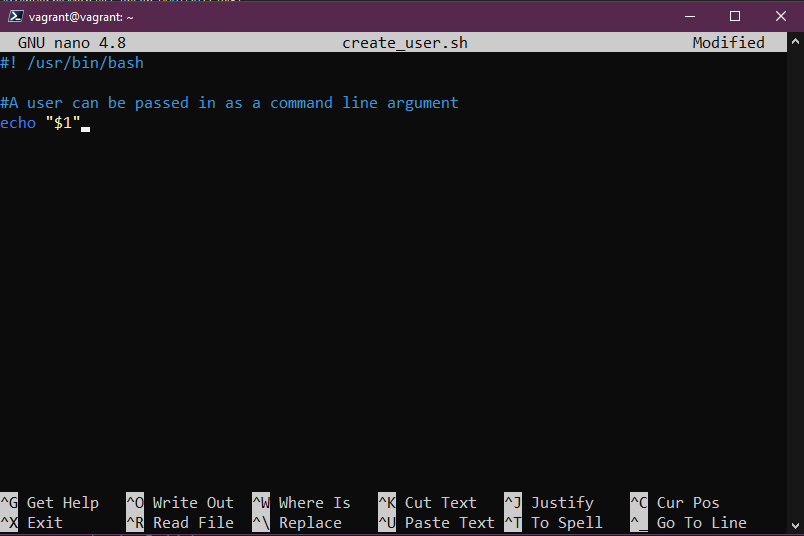 vagrant@vagrant: ~
GNU nano 4.8 create_user.sh Modified
#! /usr/bin/bash
#A user can be passed in as a command line argument
echo "$1"
^G Get Help ^O Write Out ^W Where Is ^K Cut Text ^J Justify ^C Cur Pos
^X Exit ^R Read File ^\ Replace ^U Paste Text ^T To Spell ^_ Go To Line